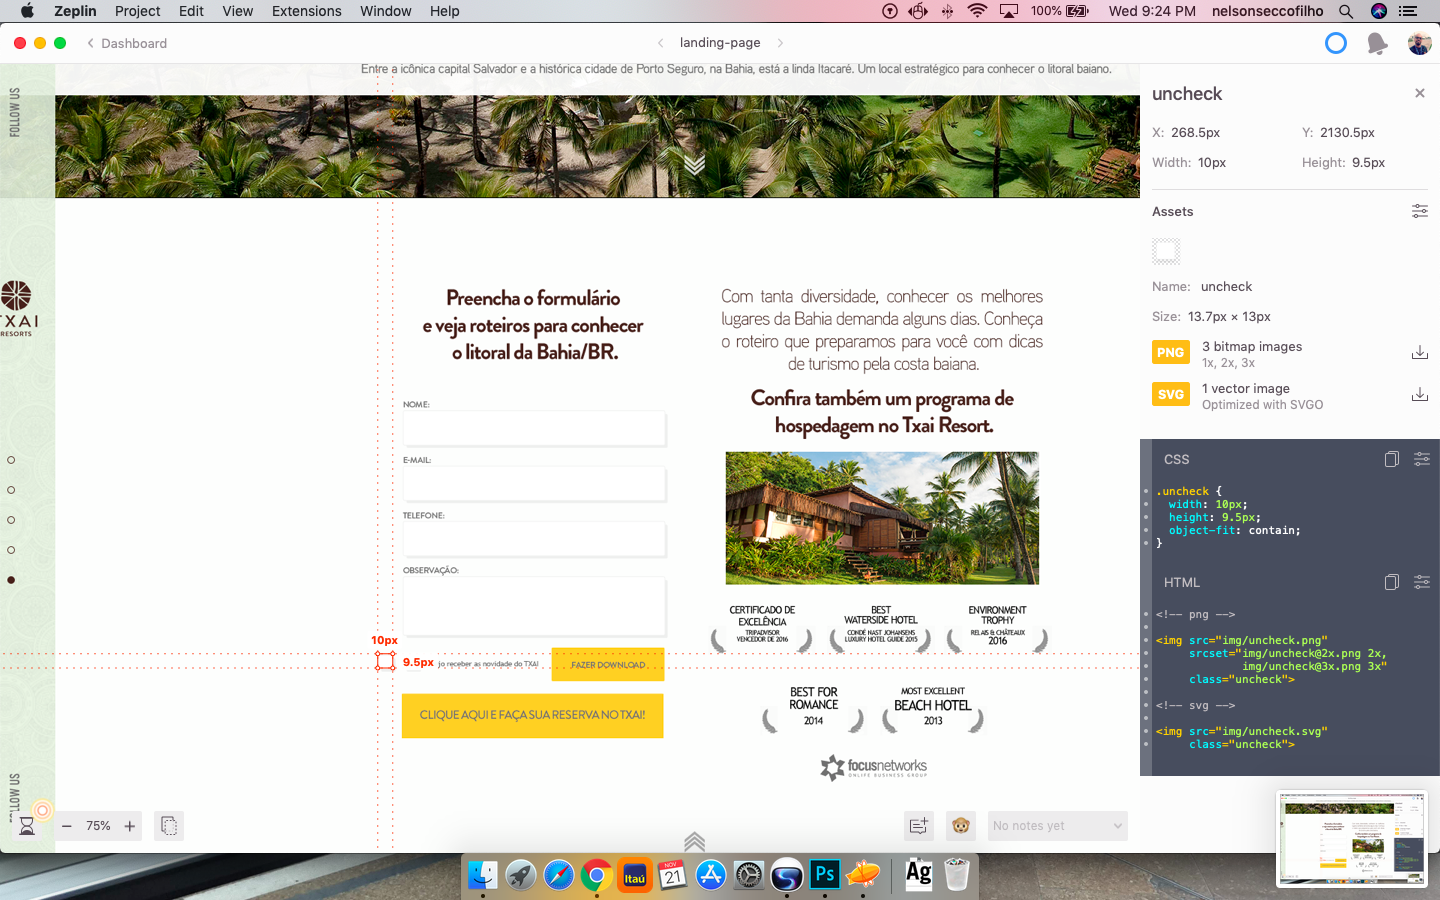 Zeplin Project Edit View Extensions Window Help
100% Wed 9:24 PM nelsonseccofilho
Dashboard
landing-page
Entre a icônica capital Salvador e a histórica cidade de Porto Seguro, na Bahia, está a linda Itacaré. Um local estratégico para conhecer o litoral baiano.
FOLLOW US
TXAI
RESORTS
FOLLOW US
Preencha o formulário
e veja roteiros para conhecer
o litoral da Bahia/BR.
NOME:
E-MAIL:
TELEFONE:
OBSERVAÇÃO:
10px
9.5px jo receber as novidade do TXAI
FAZER DOWNLOAD
CLIQUE AQUI E FAÇA SUA RESERVA NO TXAI!
Com tanta diversidade, conhecer os melhores
lugares da Bahia demanda alguns dias. Conheça
o roteiro que preparamos para você com dicas
de turismo pela costa baiana.
Confira também um programa de
hospedagem no Txai Resort.
CERTIFICADO DE
EXCELÊNCIA
TRIPADVISOR
VENCEDOR DE 2016
BEST
WATERSIDE HOTEL
CONDÉ NAST JOHANSENS
LUXURY HOTEL GUIDE 2015
ENVIRONMENT
TROPHY
RELAIS & CHÂTEAUX
2016
BEST FOR
ROMANCE
2014
MOST EXCELLENT
BEACH HOTEL
2013
focusnetworks
ONLIFE BUSINESS GROUP
75%
No notes yet
uncheck
X: 268.5px Y: 2130.5px
Width: 10px Height: 9.5px
Assets
Name: uncheck
Size: 13.7px × 13px
PNG 3 bitmap images
1x, 2x, 3x
SVG 1 vector image
Optimized with SVGO
CSS
.uncheck {
width: 10px;
height: 9.5px;
object-fit: contain;
}
HTML
<!-- png -->
<img src="img/uncheck.png"
srcset="img/uncheck@2x.png 2x,
img/uncheck@3x.png 3x"
class="uncheck">
<!-- svg -->
<img src="img/uncheck.svg"
class="uncheck">
Itaú
NOV
21
Ps
Ag